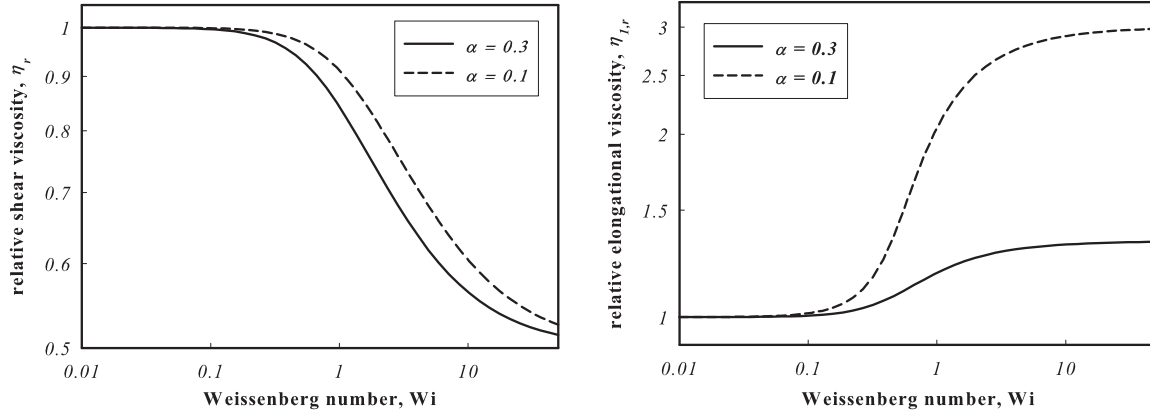 relative shear viscosity, ηr
1
0.9
0.8
0.7
0.6
0.5
α = 0.3
α = 0.1
0.01
0.1
1
10
Weissenberg number, Wi
relative elongational viscosity, η1,r
3
2.5
2
1.5
1
α = 0.3
α = 0.1
0.01
0.1
1
10
Weissenberg number, Wi